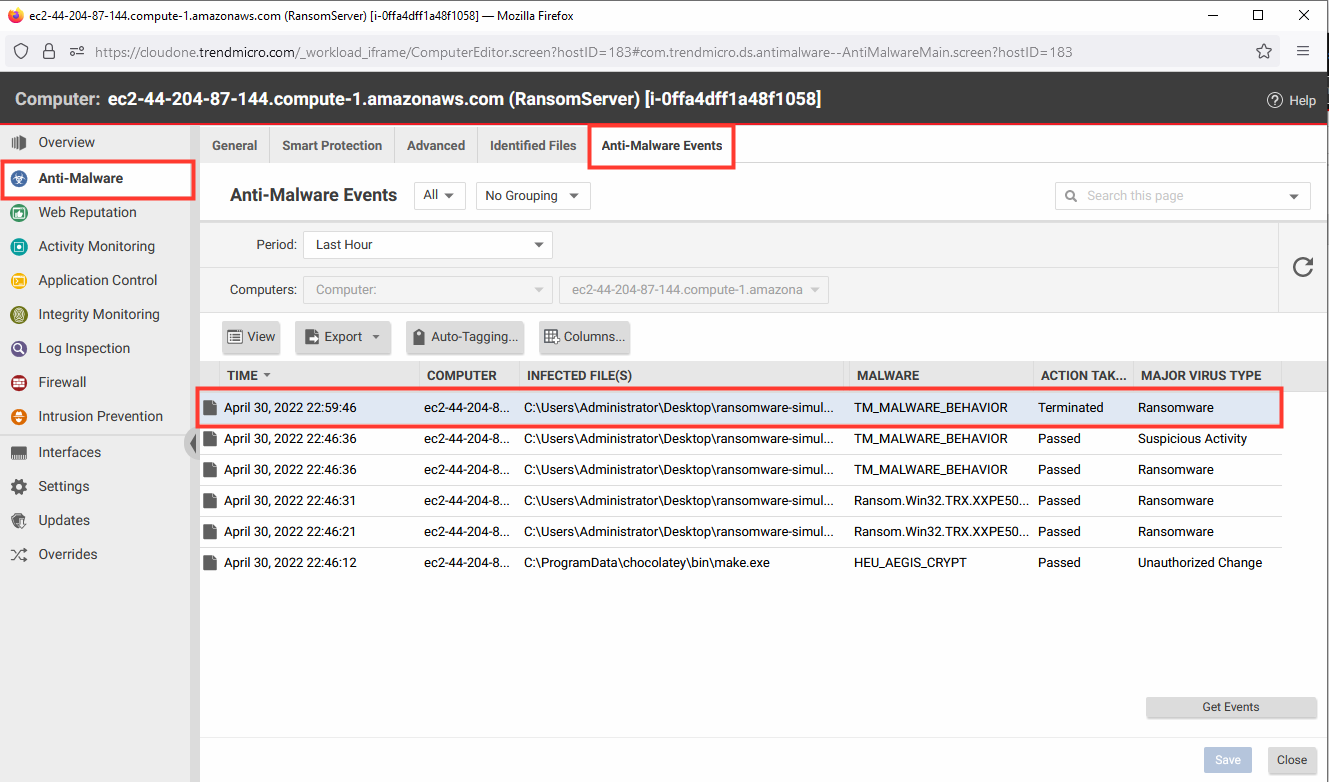 ec2-44-204-87-144.compute-1.amazonaws.com (RansomServer) [i-0ffa4dff1a48f1058] — Mozilla Firefox
https://cloudone.trendmicro.com/_workload_iframe/ComputerEditor.screen?hostID=183#com.trendmicro.ds.antimalware--AntiMalwareMain.screen?hostID=183
Computer: ec2-44-204-87-144.compute-1.amazonaws.com (RansomServer) [i-0ffa4dff1a48f1058]
Help
Overview
Anti-Malware
Web Reputation
Activity Monitoring
Application Control
Integrity Monitoring
Log Inspection
Firewall
Intrusion Prevention
Interfaces
Settings
Updates
Overrides
General Smart Protection Advanced Identified Files Anti-Malware Events
Anti-Malware Events All No Grouping Search this page
Period: Last Hour
Computers: Computer: ec2-44-204-87-144.compute-1.amazona
View Export Auto-Tagging... Columns...
TIME COMPUTER INFECTED FILE(S) MALWARE ACTION TAK... MAJOR VIRUS TYPE
April 30, 2022 22:59:46 ec2-44-204-8... C:\Users\Administrator\Desktop\ransomware-simul... TM_MALWARE_BEHAVIOR Terminated Ransomware
April 30, 2022 22:46:36 ec2-44-204-8... C:\Users\Administrator\Desktop\ransomware-simul... TM_MALWARE_BEHAVIOR Passed Suspicious Activity
April 30, 2022 22:46:36 ec2-44-204-8... C:\Users\Administrator\Desktop\ransomware-simul... TM_MALWARE_BEHAVIOR Passed Ransomware
April 30, 2022 22:46:31 ec2-44-204-8... C:\Users\Administrator\Desktop\ransomware-simul... Ransom.Win32.TRX.XXPE50... Passed Ransomware
April 30, 2022 22:46:21 ec2-44-204-8... C:\Users\Administrator\Desktop\ransomware-simul... Ransom.Win32.TRX.XXPE50... Passed Ransomware
April 30, 2022 22:46:12 ec2-44-204-8... C:\ProgramData\chocolatey\bin\make.exe HEU_AEGIS_CRYPT Passed Unauthorized Change
Get Events
Save Close